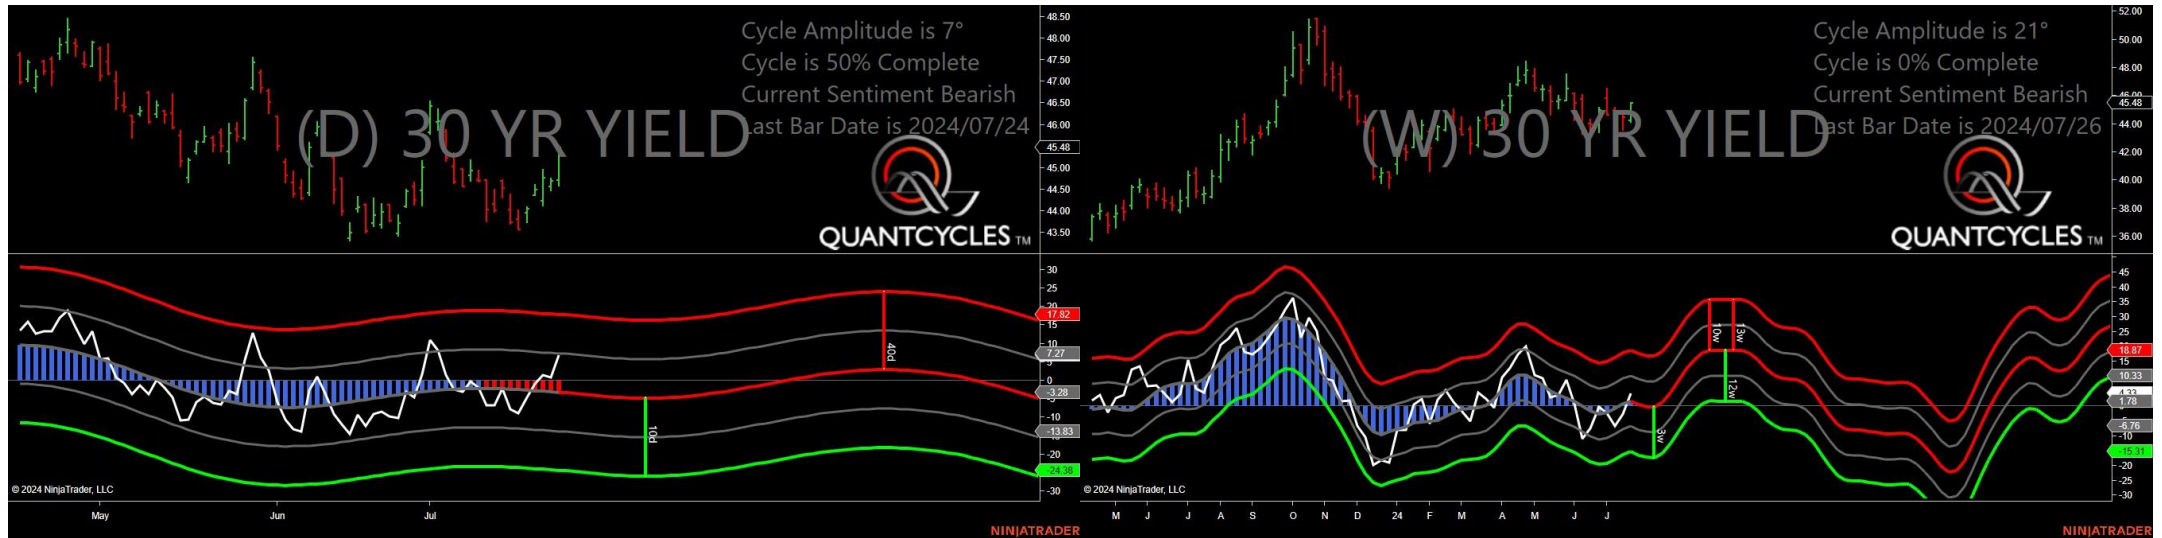 Cycle Amplitude is 7°
Cycle is 50% Complete
Current Sentiment Bearish
Last Bar Date is 2024/07/24
(D) 30 YR YIELD
QUANTCYCLES TM
48.50
48.00
47.50
47.00
46.50
46.00
45.48
45.00
44.50
44.00
43.50
30
25
20
17.82
15
7.27
0
-3.28
-10
-13.83
-24.38
-30
40d
10d
© 2024 NinjaTrader, LLC
May Jun Jul
NINJATRADER
Cycle Amplitude is 21°
Cycle is 0% Complete
Current Sentiment Bearish
Last Bar Date is 2024/07/26
(W) 30 YR YIELD
QUANTCYCLES TM
52.00
50.00
48.00
46.00
45.48
44.00
42.00
40.00
38.00
36.00
45
40
35
30
25
18.87
15
10.33
1.78
-6.76
-10
-15.31
-20
-25
-30
10w
13w
12w
3w
© 2024 NinjaTrader, LLC
M J J A S O N D 24 F M A M J J
NINJATRADER